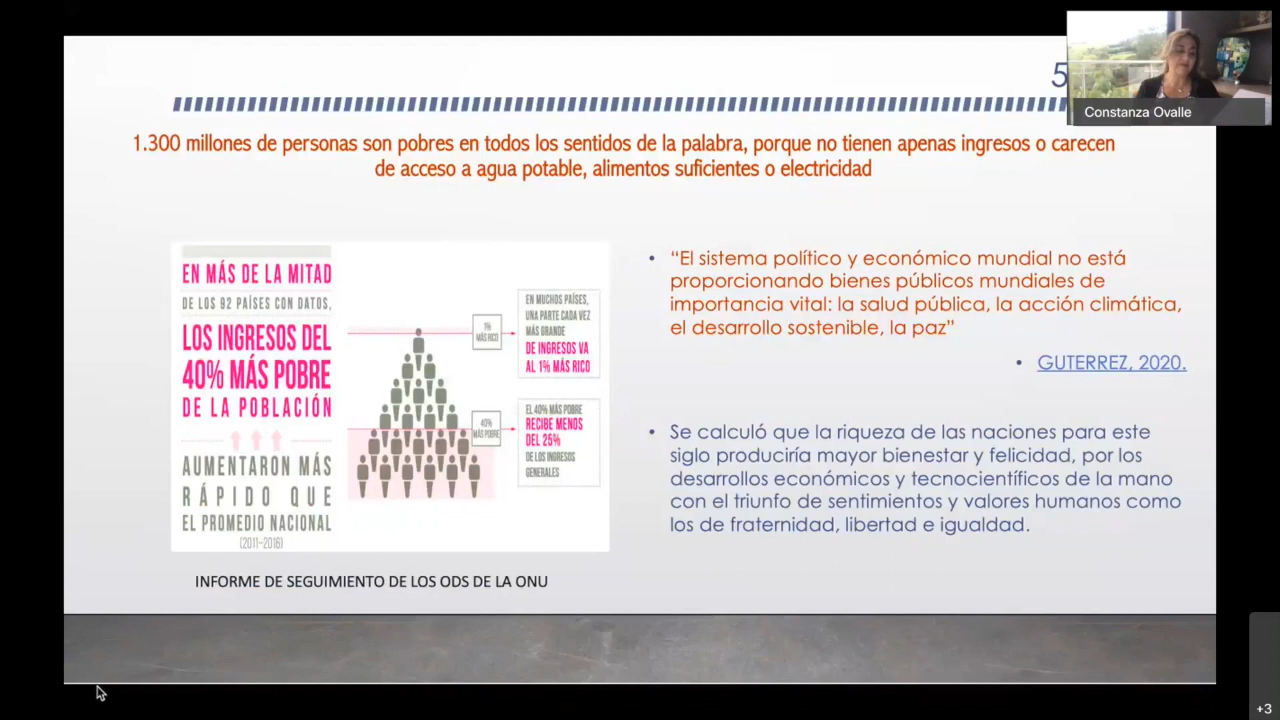 5
Constanza Ovalle
1.300 millones de personas son pobres en todos los sentidos de la palabra, porque no tienen apenas ingresos o carecen
de acceso a agua potable, alimentos suficientes o electricidad
EN MÁS DE LA MITAD
DE LOS 92 PAÍSES CON DATOS,
LOS INGRESOS DEL
40% MÁS POBRE
DE LA POBLACIÓN
AUMENTARON MÁS
RÁPIDO QUE
EL PROMEDIO NACIONAL
(2011-2016)
1%
MÁS RICO
EN MUCHOS PAÍSES,
UNA PARTE CADA VEZ
MÁS GRANDE
DE INGRESOS VA
AL 1% MÁS RICO
40%
MÁS POBRE
EL 40% MÁS POBRE
RECIBE MENOS
DEL 25%
DE LOS INGRESOS
GENERALES
INFORME DE SEGUIMIENTO DE LOS ODS DE LA ONU
• “El sistema político y económico mundial no está
proporcionando bienes públicos mundiales de
importancia vital: la salud pública, la acción climática,
el desarrollo sostenible, la paz”
• GUTERREZ, 2020.
• Se calculó que la riqueza de las naciones para este
siglo produciría mayor bienestar y felicidad, por los
desarrollos económicos y tecnocientíficos de la mano
con el triunfo de sentimientos y valores humanos como
los de fraternidad, libertad e igualdad.
+3